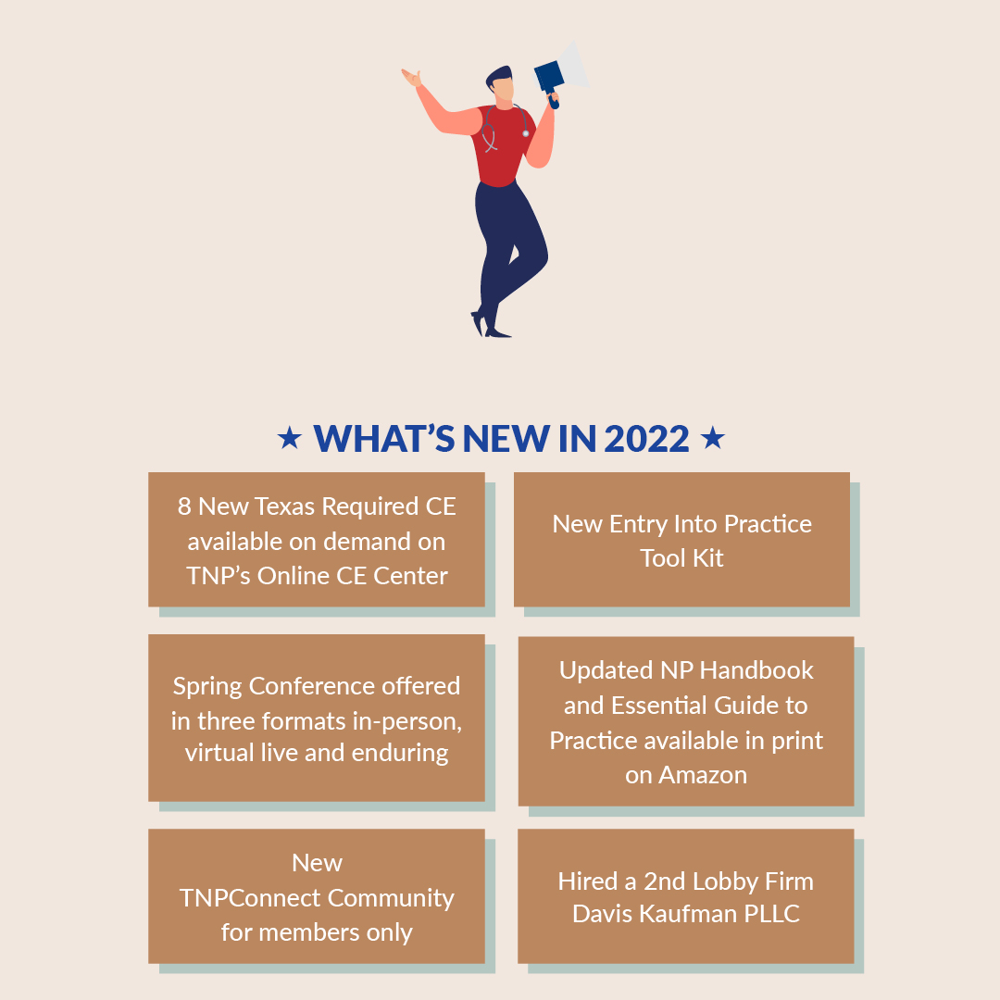 ★ WHAT’S NEW IN 2022 ★
8 New Texas Required CE
available on demand on
TNP’s Online CE Center
New Entry Into Practice
Tool Kit
Spring Conference offered
in three formats in-person,
virtual live and enduring
Updated NP Handbook
and Essential Guide to
Practice available in print
on Amazon
New
TNPConnect Community
for members only
Hired a 2nd Lobby Firm
Davis Kaufman PLLC